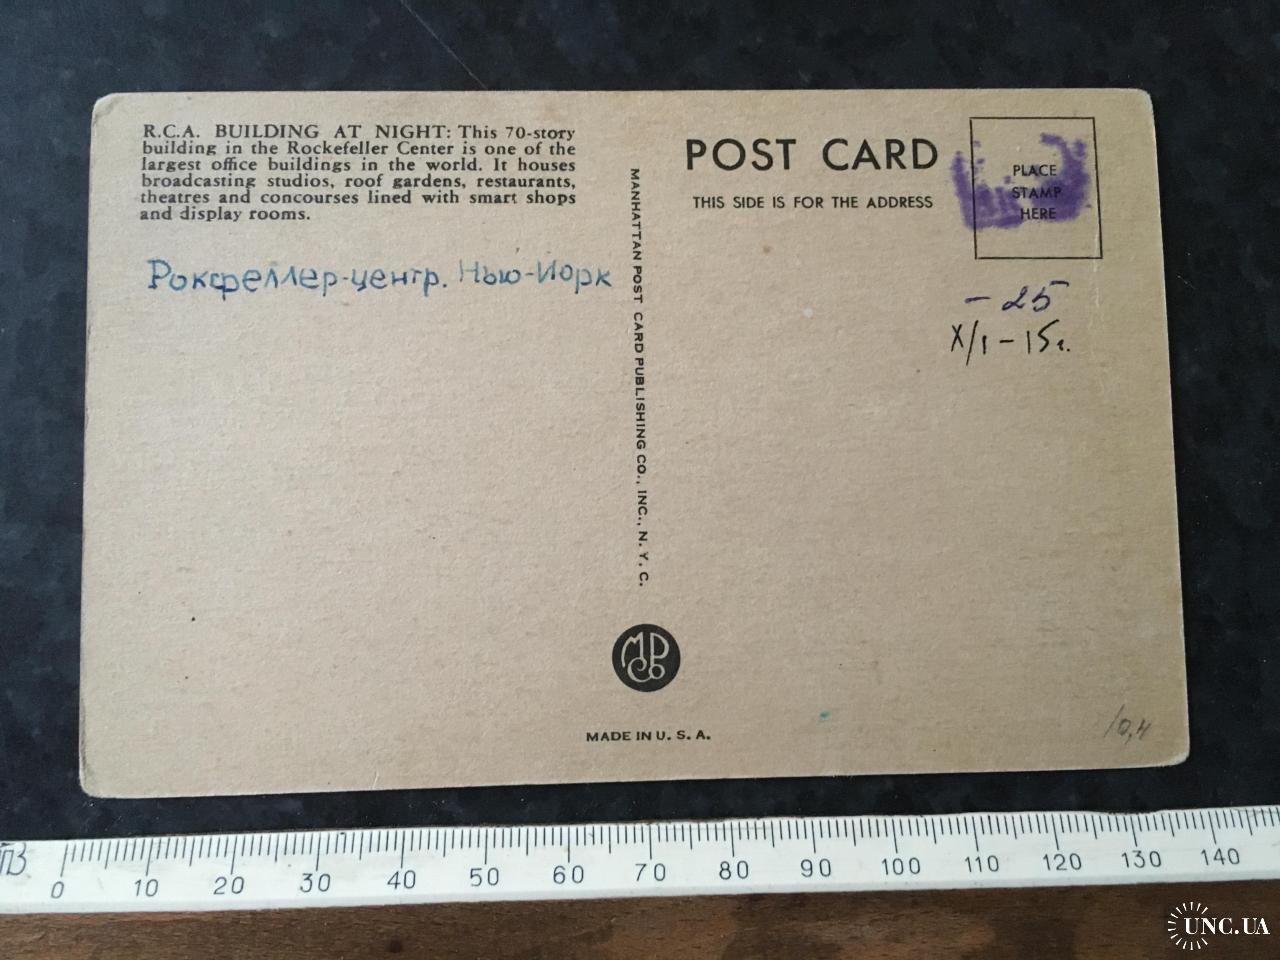 R.C.A. BUILDING AT NIGHT: This 70-story
building in the Rockefeller Center is one of the
largest office buildings in the world. It houses
broadcasting studios, roof gardens, restaurants,
theatres and concourses lined with smart shops
and display rooms.
Рокфеллер-центр. Нью-Йорк
MANHATTAN POST CARD PUBLISHING CO., INC., N. Y. C.
POST CARD
THIS SIDE IS FOR THE ADDRESS
PLACE
STAMP
HERE
- 25
X/1 - 15г.
MPCo
MADE IN U. S. A.
10,4
0 10 20 30 40 50 60 70 80 90 100 110 120 130 140
UNC.UA